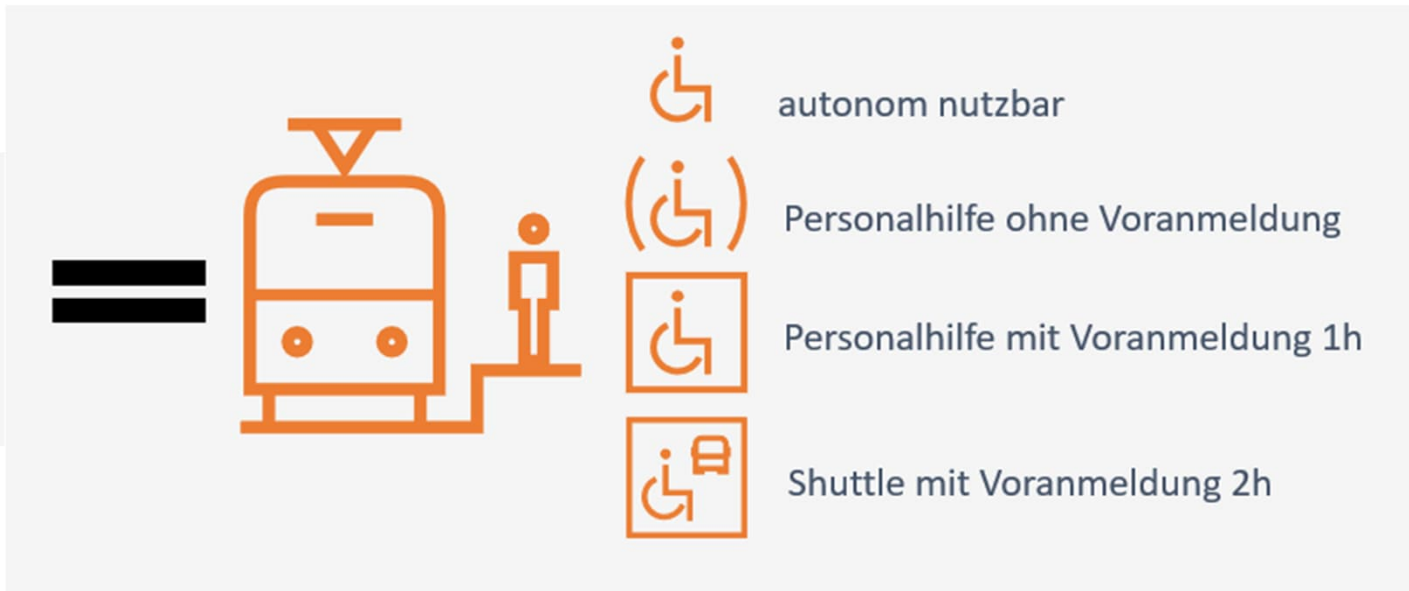 autonom nutzbar
Personalhilfe ohne Voranmeldung
Personalhilfe mit Voranmeldung 1h
Shuttle mit Voranmeldung 2h